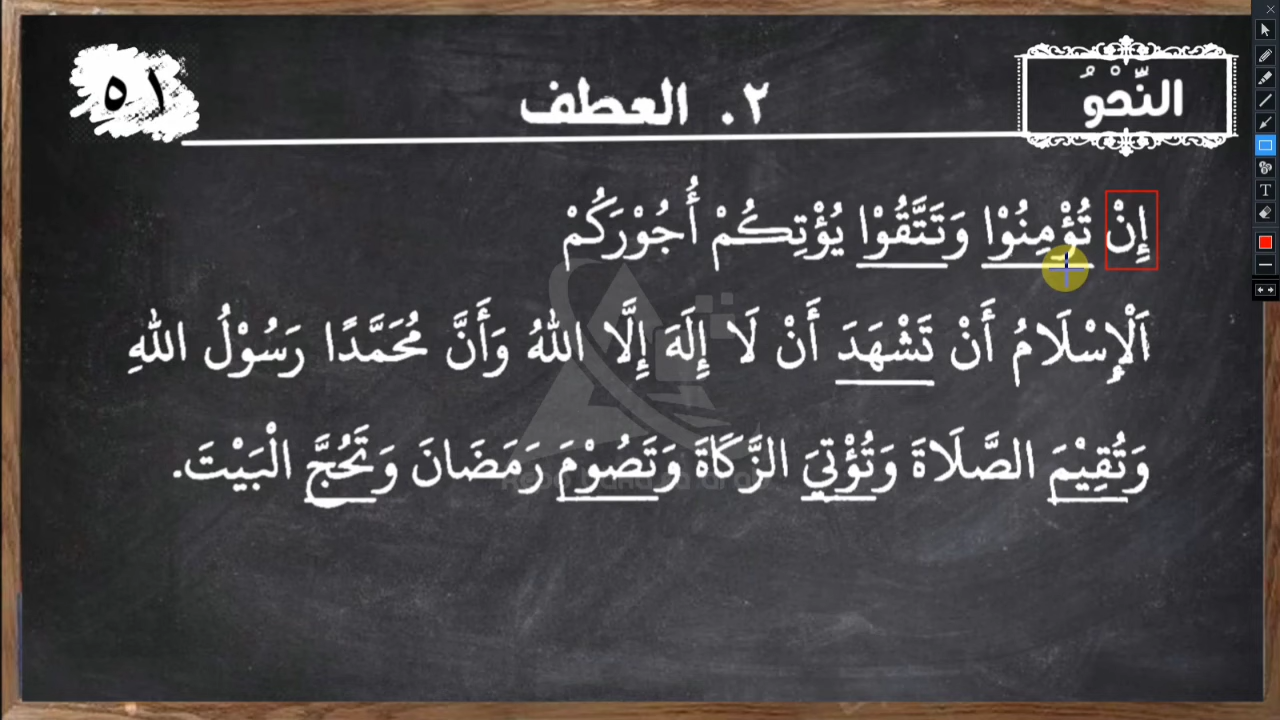 النَّحْوُ
٢. العطف
٥١
إِنْ تُؤْمِنُوْا وَتَتَّقُوْا يُؤْتِكُمْ أُجُوْرَكُمْ
اَلْإِسْلَامُ أَنْ تَشْهَدَ أَنْ لَا إِلَهَ إِلَّا اللهُ وَأَنَّ مُحَمَّدًا رَسُوْلُ اللهِ
وَتُقِيْمَ الصَّلَاةَ وَتُؤْتِيَ الزَّكَاةَ وَتَصُوْمَ رَمَضَانَ وَتَحُجَّ الْبَيْتَ.